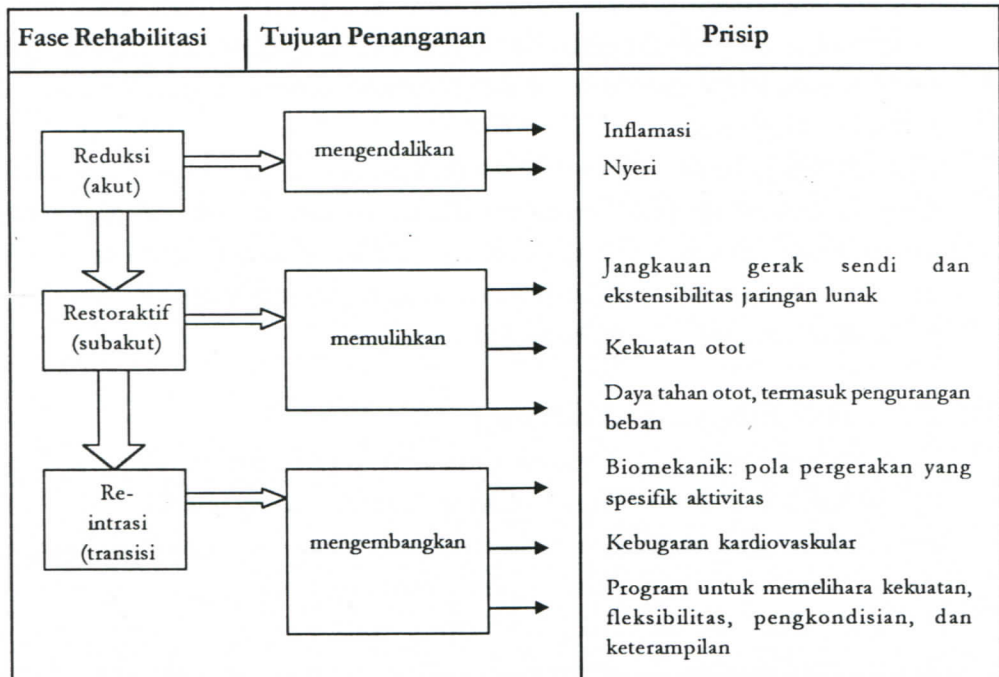 Fase Rehabilitasi
Tujuan Penanganan
Prisip
Reduksi
(akut)
mengendalikan
Inflamasi
Nyeri
Restoraktif
(subakut)
memulihkan
Jangkauan gerak sendi dan
ekstensibilitas jaringan lunak
Kekuatan otot
Daya tahan otot, termasuk pengurangan
beban
Re-
intrasi
(transisi
mengembangkan
Biomekanik: pola pergerakan yang
spesifik aktivitas
Kebugaran kardiovaskular
Program untuk memelihara kekuatan,
fleksibilitas, pengkondisian, dan
keterampilan